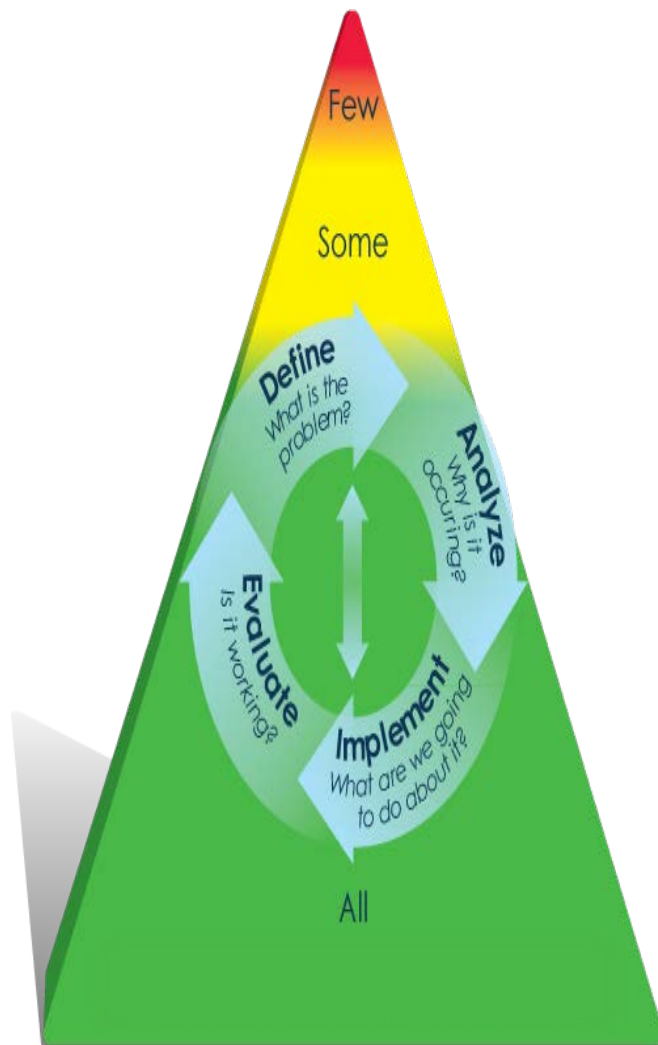 Few
Some
Define
What is the
problem?
Analyze
Why is it
occuring?
Implement
What are we going
to do about it?
Evaluate
Is it working?
All